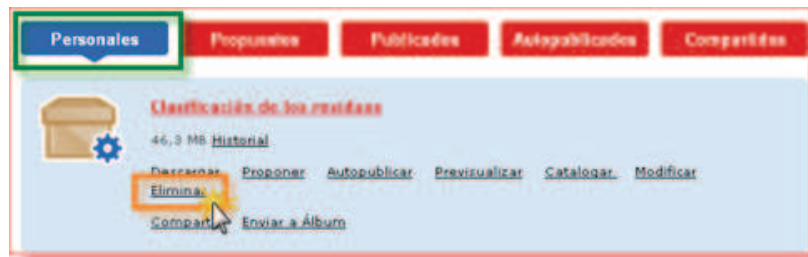 Personales Propuestos Publicados Autopublicados Compartidos
Clasificación de los residuos
46,3 MB Historial
Descargar Proponer Autopublicar Previsualizar Catalogar Modificar
Eliminar
Compartir Enviar a Álbum